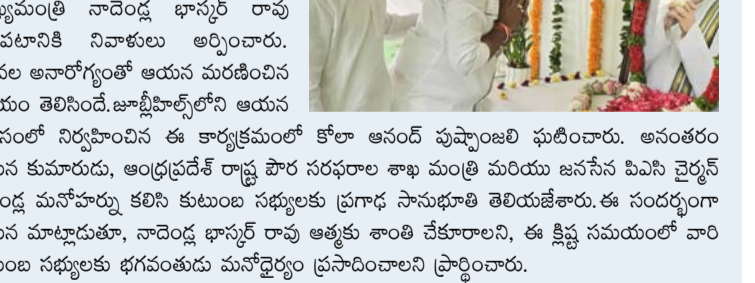 ఖ్యమంత్రి నాదెండ్ల భాస్కర్ రావు
పటానికి నివాళులు అర్పించారు.
వల అనారోగ్యంతో ఆయన మరణించిన
యం తెలిసిందే.జూబ్లీహిల్స్‌లోని ఆయన
సంలో నిర్వహించిన ఈ కార్యక్రమంలో కోలా ఆనంద్ పుష్పాంజలి ఘటించారు. అనంతరం
న కుమారుడు, ఆంధ్రప్రదేశ్ రాష్ట్ర పౌర సరఫరాల శాఖ మంత్రి మరియు జనసేన పిఎసి చైర్మన్
ండ్ల మనోహర్ను కలిసి కుటుంబ సభ్యులకు ప్రగాఢ సానుభూతి తెలియజేశారు.ఈ సందర్భంగా
న మాట్లాడుతూ, నాదెండ్ల భాస్కర్ రావు ఆత్మకు శాంతి చేకూరాలని, ఈ క్లిష్ట సమయంలో వారి
ంబ సభ్యులకు భగవంతుడు మనోధైర్యం ప్రసాదించాలని ప్రార్థించారు.